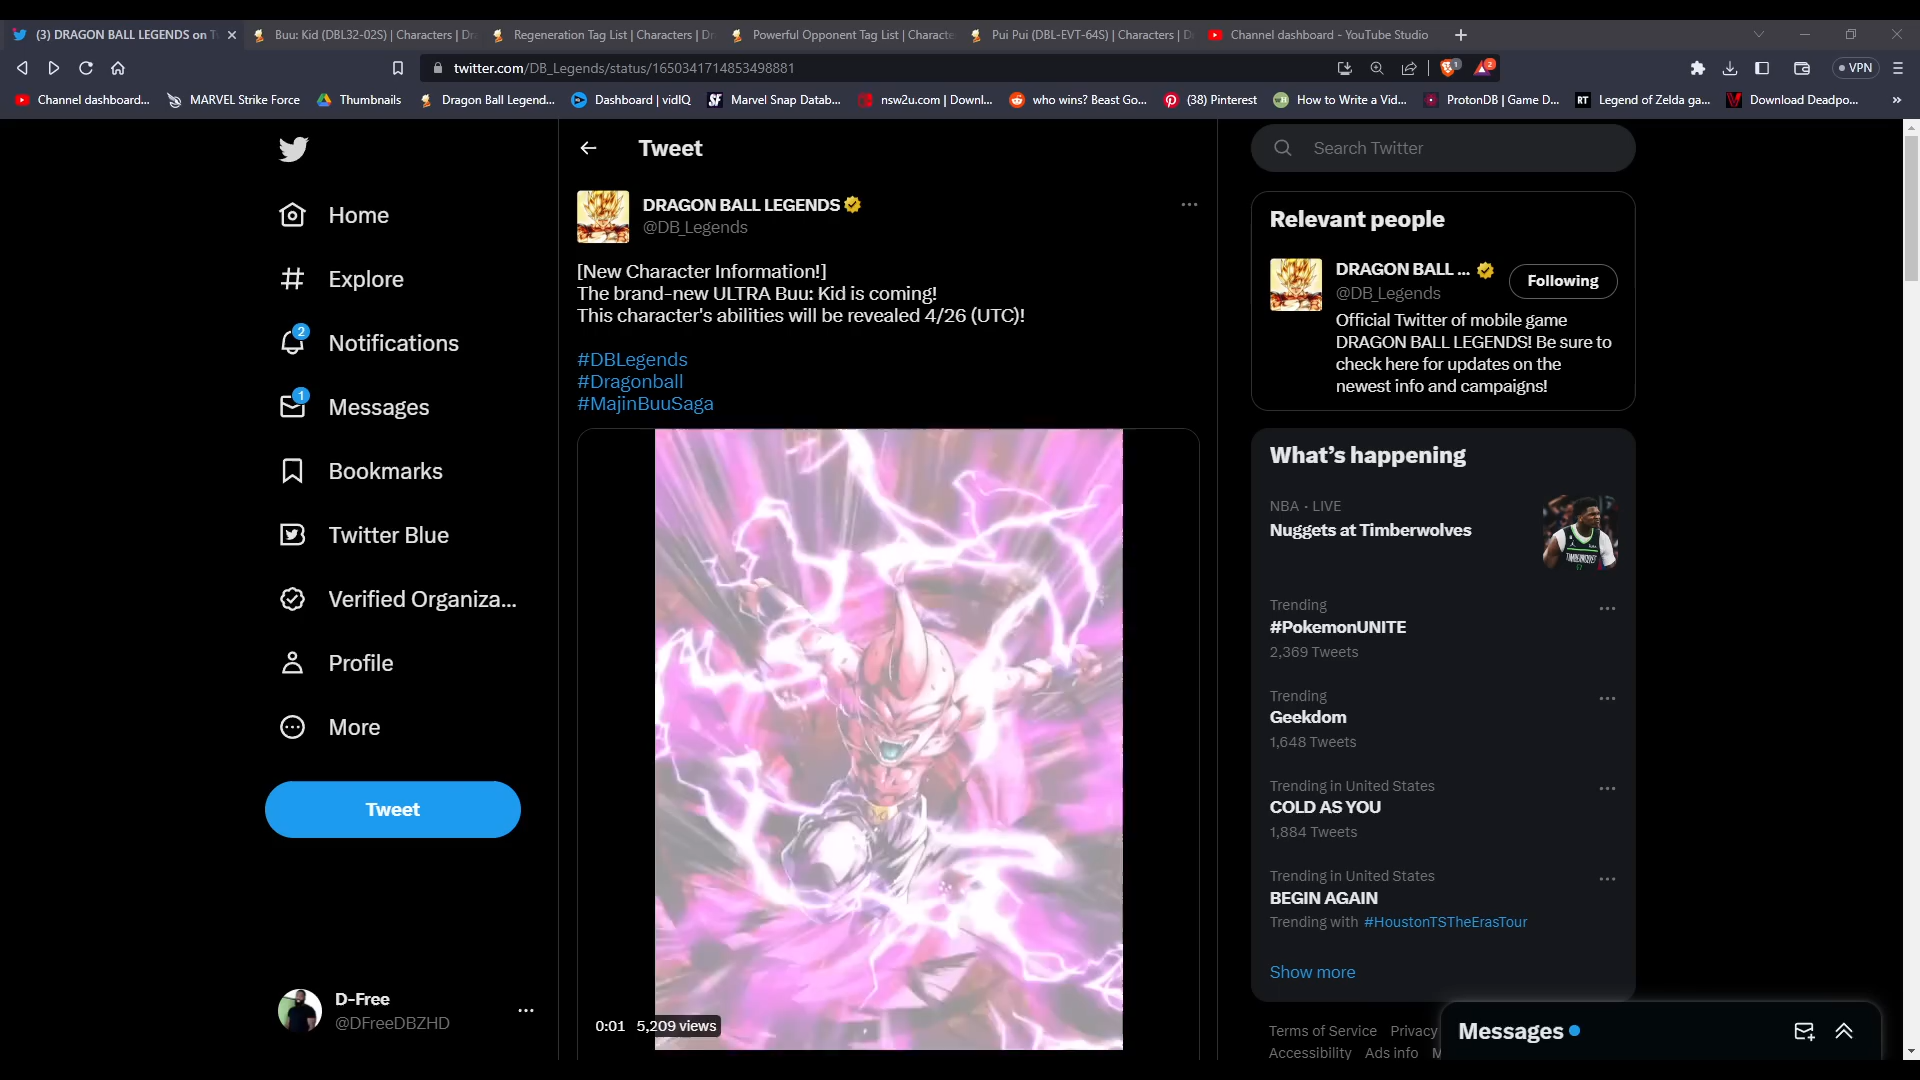 (3) DRAGON BALL LEGENDS on T
Buu: Kid (DBL32-02S) | Characters | Dra
Regeneration Tag List | Characters | Dr
Powerful Opponent Tag List | Characte
Pui Pui (DBL-EVT-64S) | Characters | D
Channel dashboard - YouTube Studio
twitter.com/DB_Legends/status/1650341714853498881
1
2
VPN
Channel dashboard...
MARVEL Strike Force
Thumbnails
Dragon Ball Legend...
Dashboard | vidIQ
SF
Marvel Snap Datab...
nsw2u.com | Downl...
who wins? Beast Go...
(38) Pinterest
How to Write a Vid...
ProtonDB | Game D...
RT
Legend of Zelda ga...
Download Deadpo...
Home
Explore
2
Notifications
1
Messages
Bookmarks
Twitter Blue
Verified Organiza...
Profile
More
Tweet
D-Free
@DFreeDBZHD
Tweet
DRAGON BALL LEGENDS
@DB_Legends
[New Character Information!]
The brand-new ULTRA Buu: Kid is coming!
This character's abilities will be revealed 4/26 (UTC)!
#DBLegends
#Dragonball
#MajinBuuSaga
0:01 5,209 views
Search Twitter
Relevant people
DRAGON BALL ...
@DB_Legends
Following
Official Twitter of mobile game
DRAGON BALL LEGENDS! Be sure to
check here for updates on the
newest info and campaigns!
What's happening
NBA · LIVE
Nuggets at Timberwolves
Trending
#PokemonUNITE
2,369 Tweets
Trending
Geekdom
1,648 Tweets
Trending in United States
COLD AS YOU
1,884 Tweets
Trending in United States
BEGIN AGAIN
Trending with #HoustonTSTheErasTour
Show more
Terms of Service Privacy
Accessibility Ads info M
Messages